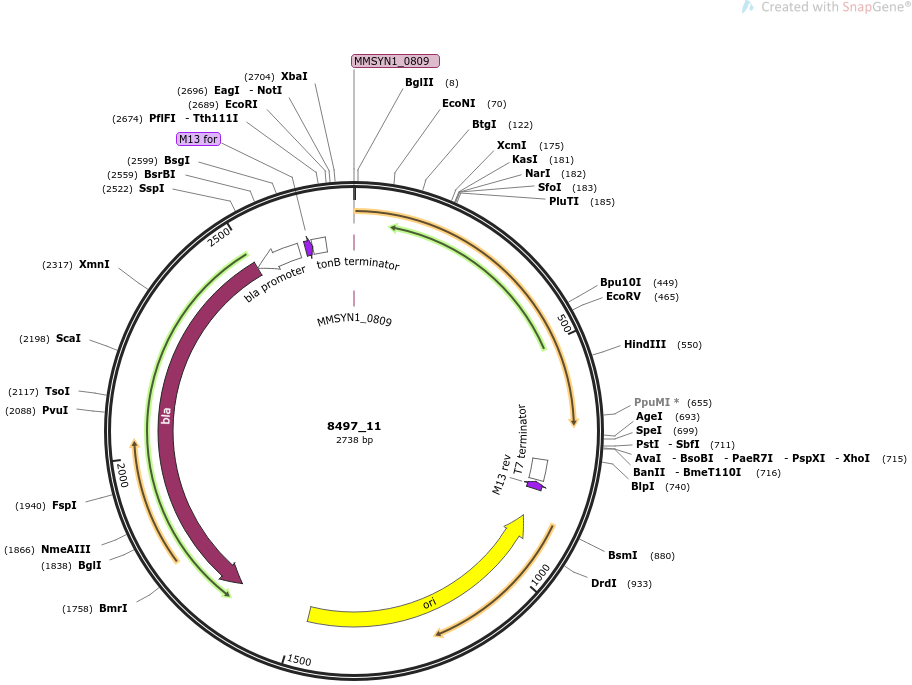 Created with SnapGene®
MMSYN1_0809
(2704) XbaI
(2696) EagI - NotI
(2689) EcoRI
(2674) PflFI - Tth111I
M13 for
(2599) BsgI
(2559) BsrBI
(2522) SspI
(2317) XmnI
(2198) ScaI
(2117) TsoI
(2088) PvuI
(1940) FspI
(1866) NmeAIII
(1838) BglI
(1758) BmrI
BglII (8)
EcoNI (70)
BtgI (122)
XcmI (175)
KasI (181)
NarI (182)
SfoI (183)
PluTI (185)
Bpu10I (449)
EcoRV (465)
HindIII (550)
PpuMI * (655)
AgeI (693)
SpeI (699)
PstI - SbfI (711)
AvaI - BsoBI - PaeR7I - PspXI - XhoI (715)
BanII - BmeT110I (716)
BlpI (740)
BsmI (880)
DrdI (933)
500
1000
1500
2000
2500
tonB terminator
bla promoter
MMSYN1_0809
bla
T7 terminator
M13 rev
ori
8497_11
2738 bp